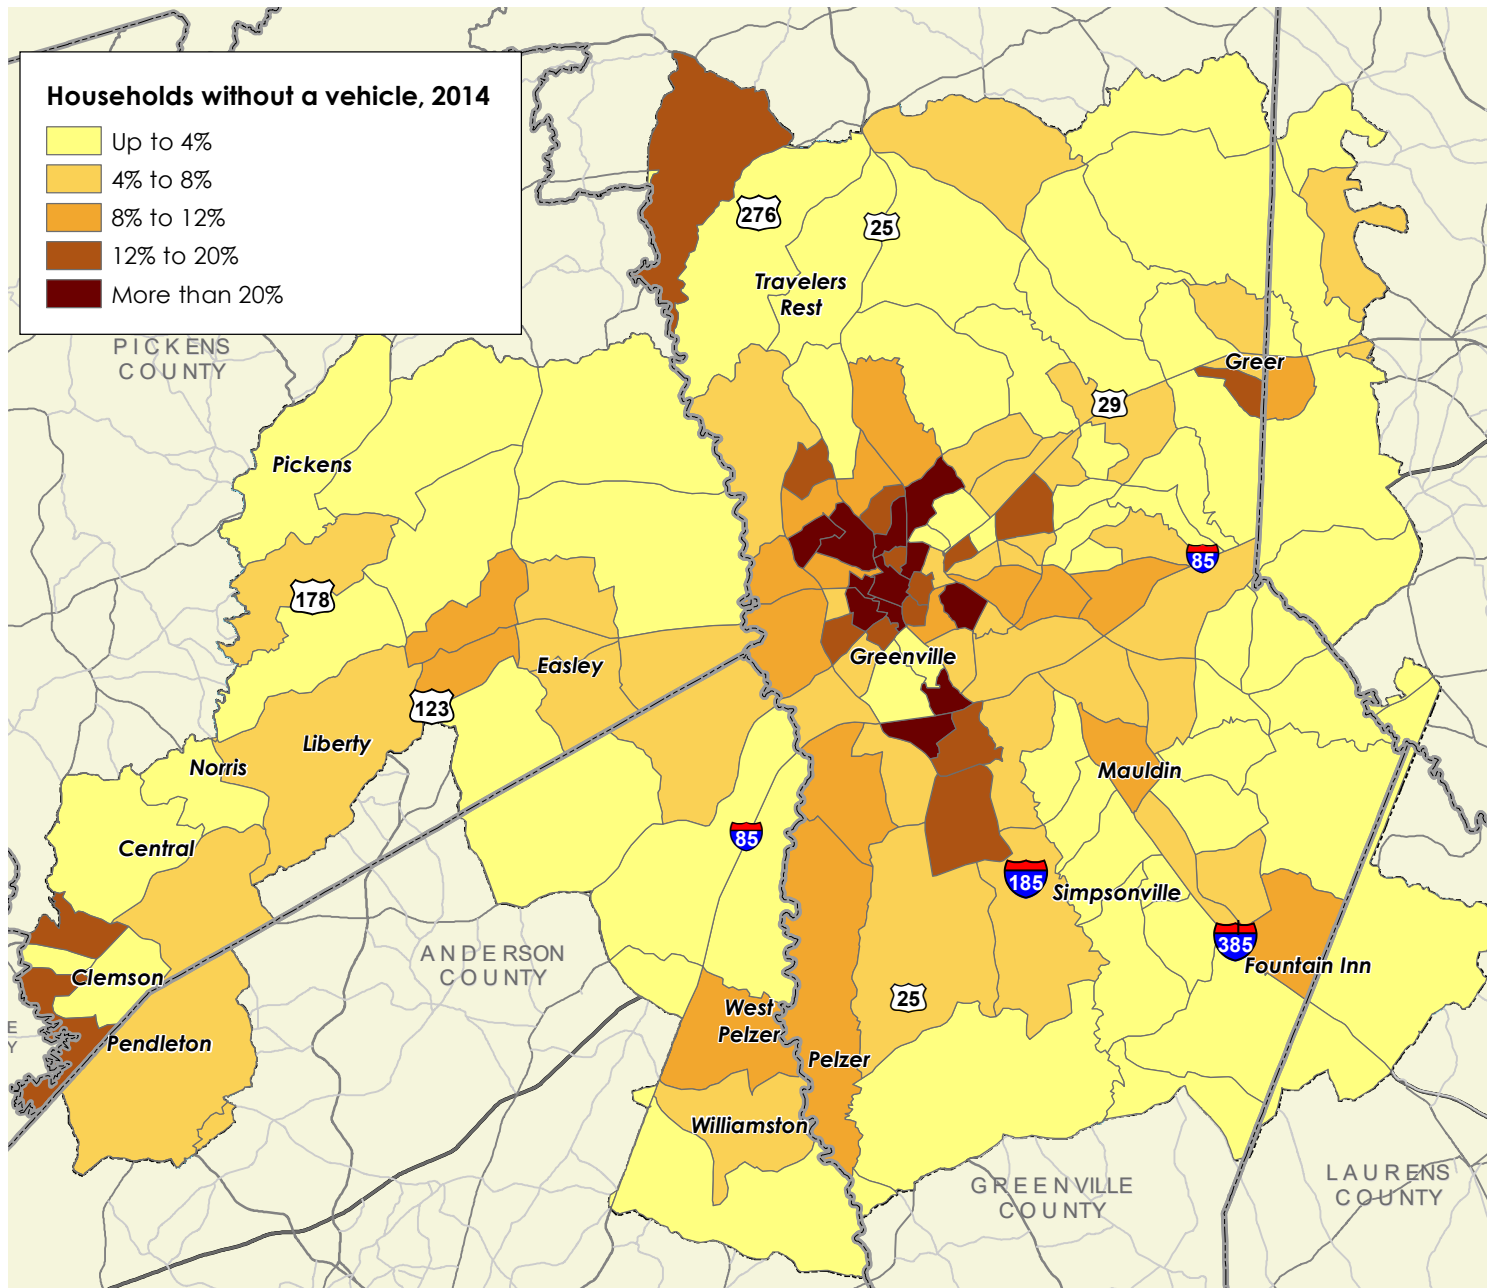 Households without a vehicle, 2014
Up to 4%
4% to 8%
8% to 12%
12% to 20%
More than 20%
276
25
Travelers
Rest
PICKENS
COUNTY
Greer
29
Pickens
85
178
Greenville
Easley
123
Liberty
Norris
Mauldin
Central
85
185
Simpsonville
385
Fountain Inn
ANDERSON
COUNTY
Clemson
25
West
Pelzer
E
Y
Pendleton
Pelzer
Williamston
GREENVILLE
COUNTY
LAURENS
COUNTY